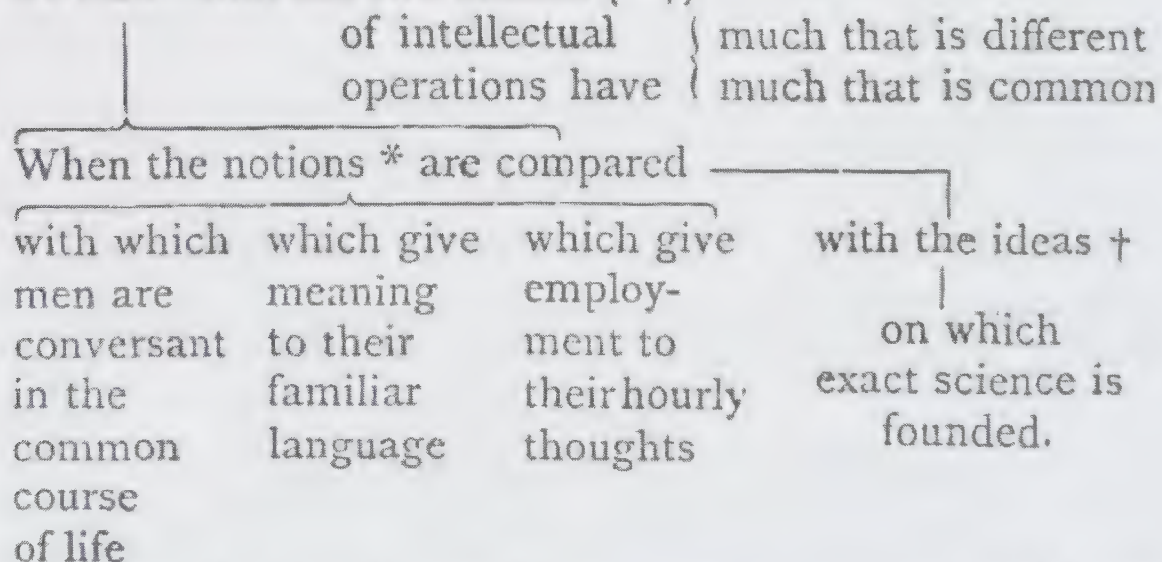 of intellectual much that is different
operations have much that is common
When the notions * are compared
with which which give which give with the ideas †
men are meaning employ-
conversant to their ment to on which
in the familiar their hourly exact science is
common language thoughts founded.
course
of life